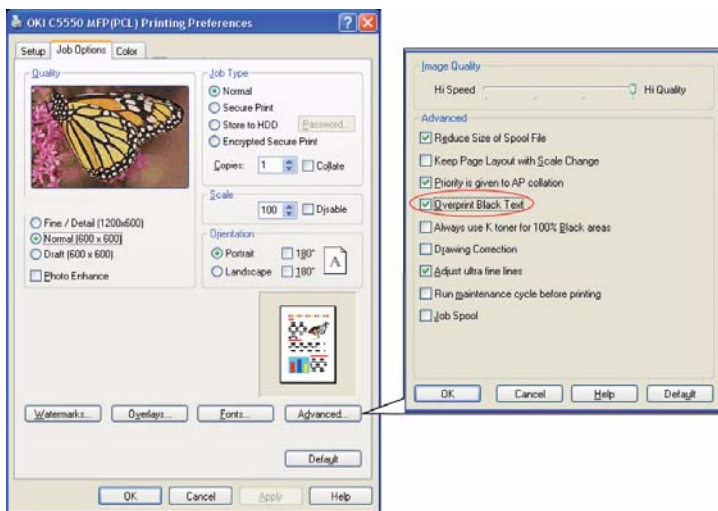 OKI C5550 MFP(PCL) Printing Preferences
Setup Job Options Color
Quality
Fine / Detail (1200x600)
Normal (600 x 600)
Draft (600 x 600)
Photo Enhance
Job Type
Normal
Secure Print
Store to HDD Password...
Encrypted Secure Print
Copies: 1 Collate
Scale
100 Disable
Orientation
Portrait 180°
Landscape 180°
A
Watermarks... Overlays... Fonts... Advanced...
Default
OK Cancel Apply Help
Image Quality
Hi Speed Hi Quality
Advanced
Reduce Size of Spool File
Keep Page Layout with Scale Change
Priority is given to AP collation
Overprint Black Text
Always use K toner for 100% Black areas
Drawing Correction
Adjust ultra fine lines
Run maintenance cycle before printing
Job Spool
OK Cancel Help Default